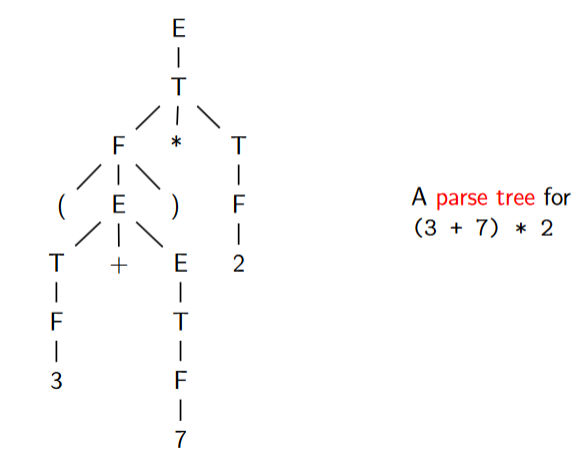 E
T
F * T
( E ) F
A parse tree for
(3 + 7) * 2
T + E 2
F T
3 F
7